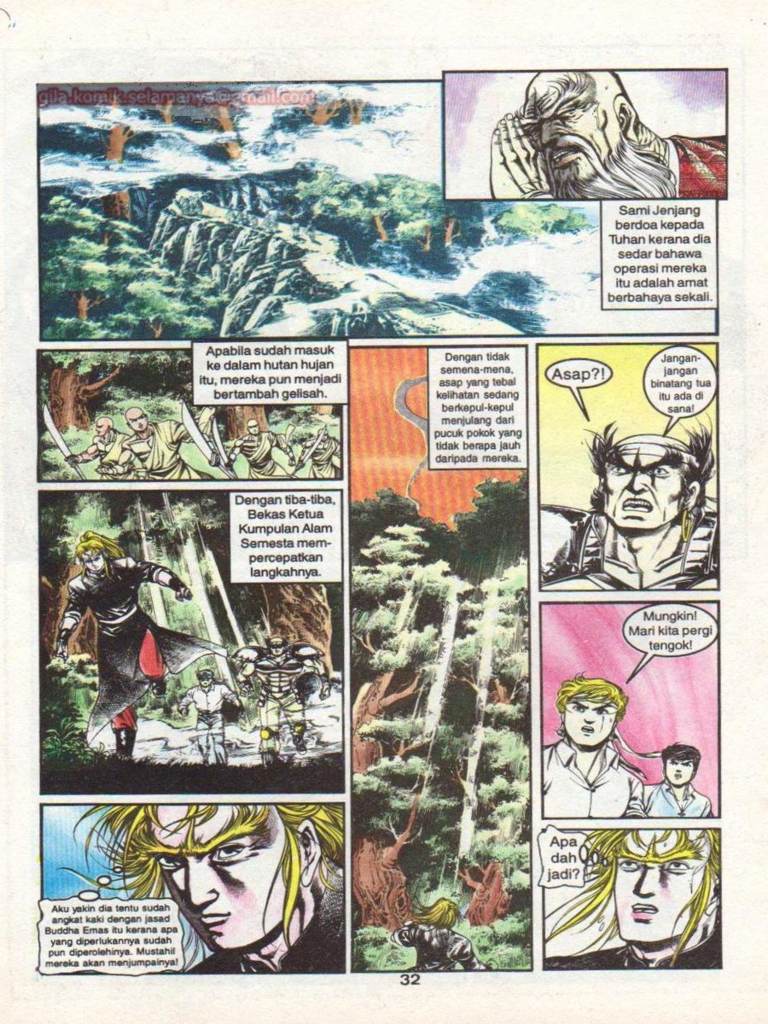 gila.komik.selamanya@gmail.com
Sami Jenjang
berdoa kepada
Tuhan kerana dia
sedar bahawa
operasi mereka
itu adalah amat
berbahaya sekali.
Apabila sudah masuk
ke dalam hutan hujan
itu, mereka pun menjadi
bertambah gelisah.
Dengan tiba-tiba,
Bekas Ketua
Kumpulan Alam
Semesta mem-
percepatkan
langkahnya.
Aku yakin dia tentu sudah
angkat kaki dengan jasad
Buddha Emas itu kerana apa
yang diperlukannya sudah
pun diperolehinya. Mustahil
mereka akan menjumpainya!
Dengan tidak
semena-mena,
asap yang tebal
kelihatan sedang
berkepul-kepul
menjulang dari
pucuk pokok yang
tidak berapa jauh
daripada mereka.
Asap?!
Jangan-
jangan
binatang tua
itu ada di
sana!
Mungkin!
Mari kita pergi
tengok!
Apa
dah
jadi?
32